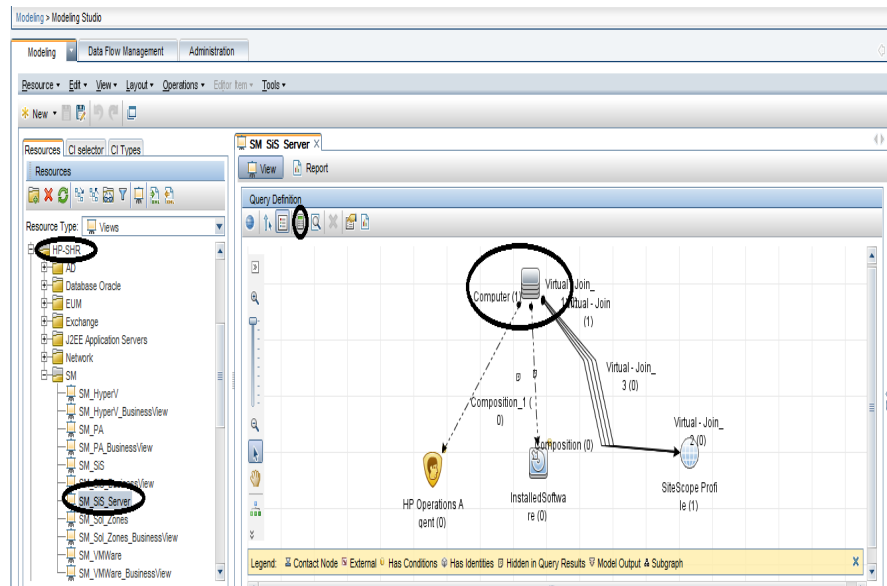 Modeling > Modeling Studio
Modeling
Data Flow Management
Administration
Resource
Edit
View
Layout
Operations
Editor Item
Tools
New
Resources
CI selector
CI Types
SM SiS Server
Resources
View
Report
Query Definition
Resource Type: Views
HP-SHR
AD
Database Oracle
EUM
Exchange
J2EE Application Servers
Network
SM
SM_HyperV
SM_HyperV_BusinessView
SM_PA
SM_PA_BusinessView
SM_SiS
SM_SiS_BusinessView
SM_SiS_Server
SM_Sol_Zones
SM_Sol_Zones_BusinessView
SM_VMWare
SM_VMWare_BusinessView
Computer (1)
Virtual - Join_
Virtual - Join
(1)
Virtual - Join_
3 (0)
Composition_1 (
0)
Virtual - Join_
2 (0)
Composition (0)
HP Operations A
gent (0)
InstalledSoftwa
re (0)
SiteScope Profi
le (1)
Legend: Contact Node External Has Conditions Has Identities Hidden in Query Results Model Output Subgraph